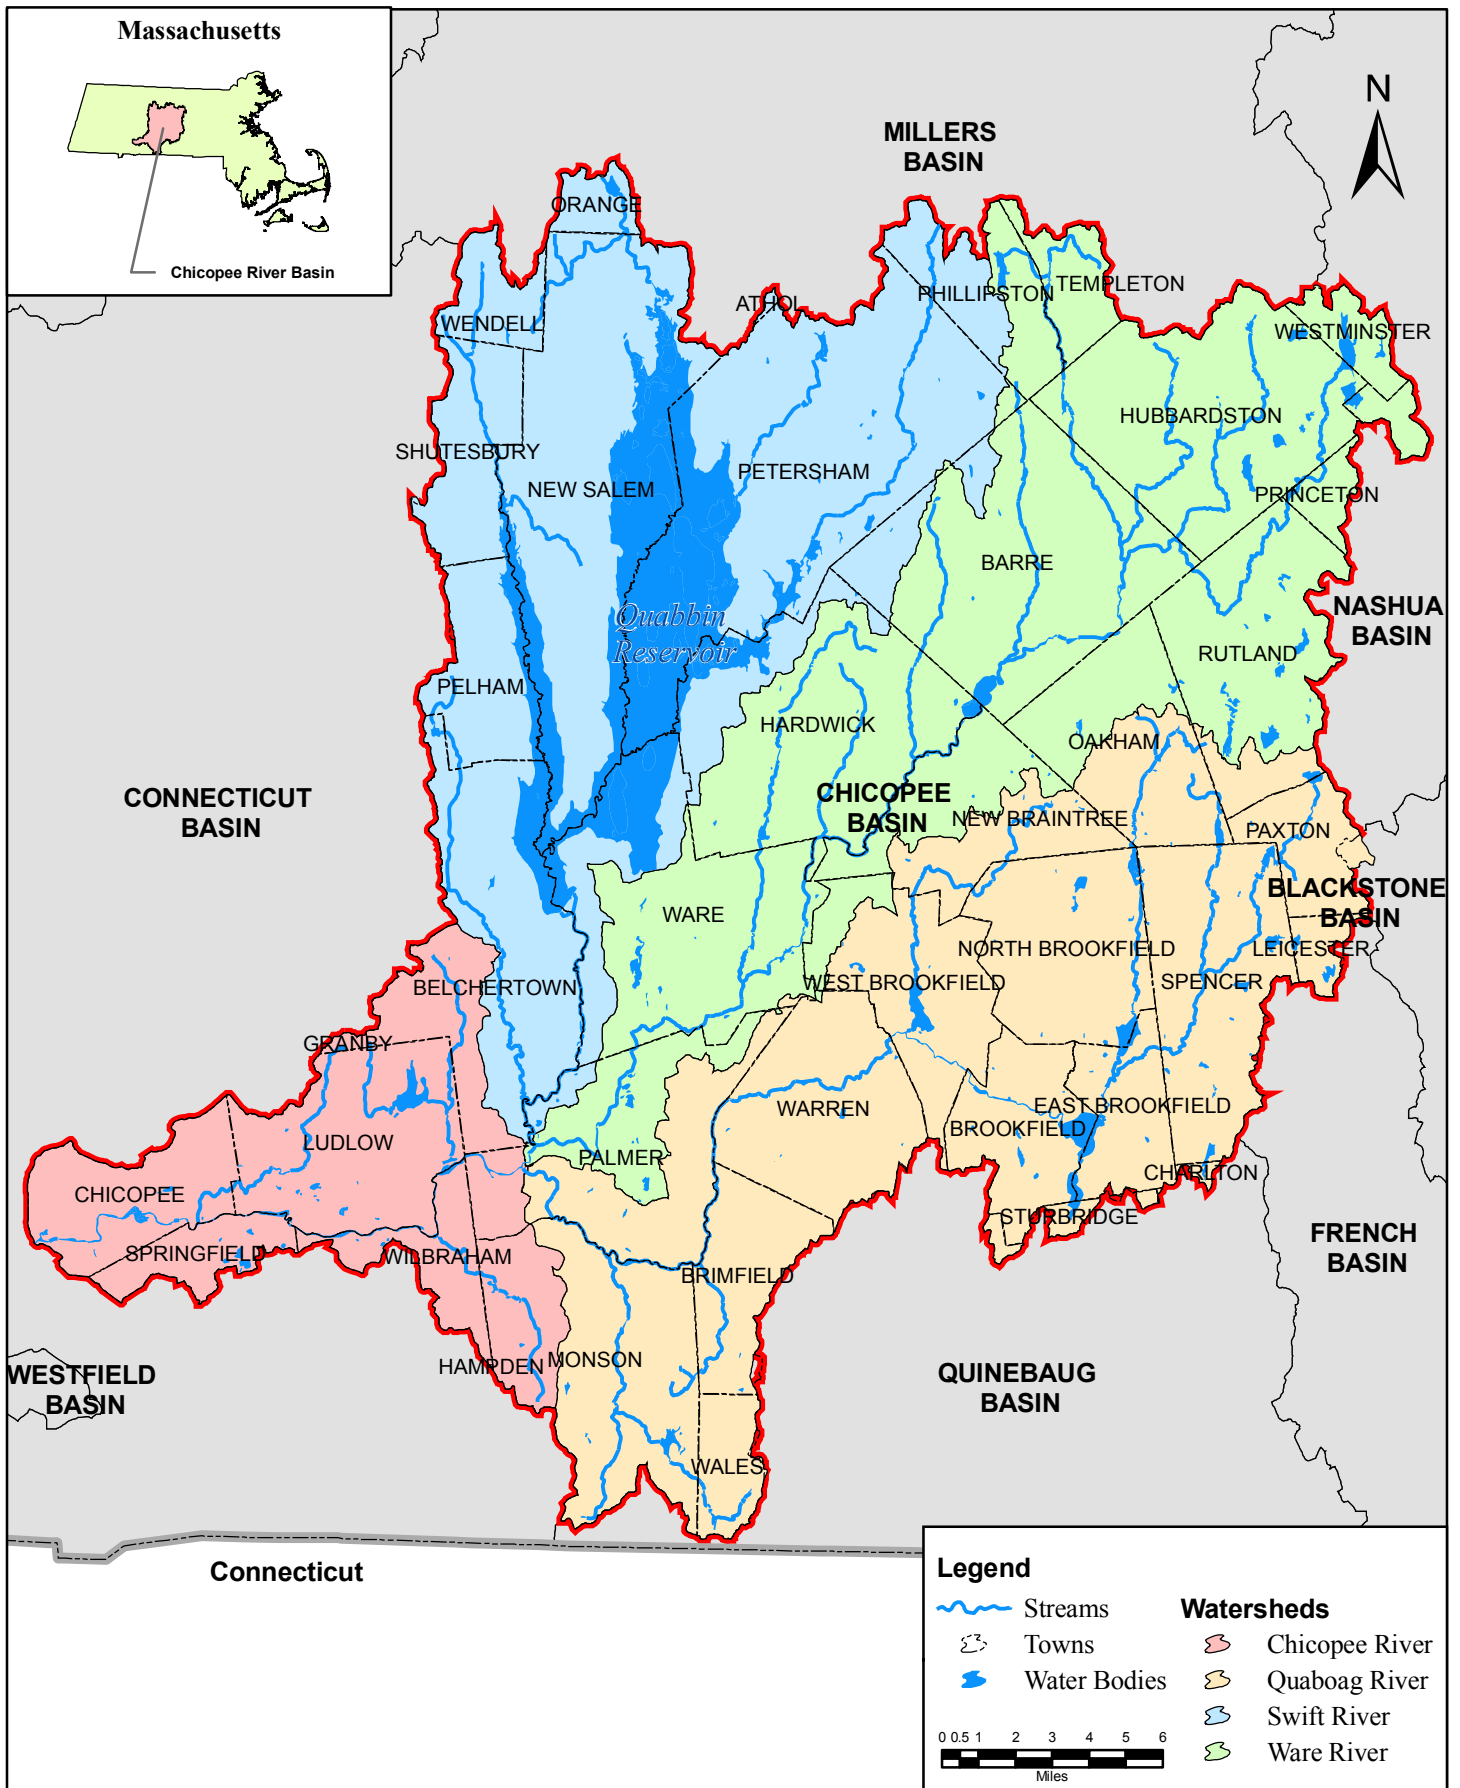 Massachusetts
Chicopee River Basin
N
MILLERS
BASIN
ORANGE
WENDELL
ATHOL
PHILLIPSTON
TEMPLETON
WESTMINSTER
SHUTESBURY
NEW SALEM
PETERSHAM
HUBBARDSTON
PRINCETON
BARRE
Quabbin
Reservoir
NASHUA
BASIN
RUTLAND
PELHAM
HARDWICK
OAKHAM
CONNECTICUT
BASIN
CHICOPEE
BASIN
NEW BRAINTREE
PAXTON
BLACKSTONE
BASIN
WARE
NORTH BROOKFIELD
LEICESTER
BELCHERTOWN
WEST BROOKFIELD
SPENCER
GRANBY
WARREN
EAST BROOKFIELD
BROOKFIELD
LUDLOW
PALMER
CHARLTON
CHICOPEE
STURBRIDGE
SPRINGFIELD
WILBRAHAM
FRENCH
BASIN
BRIMFIELD
HAMPDEN
MONSON
WESTFIELD
BASIN
QUINEBAUG
BASIN
WALES
Connecticut
Legend
Streams
Towns
Water Bodies
Watersheds
Chicopee River
Quaboag River
Swift River
Ware River
0 0.5 1 2 3 4 5 6
Miles